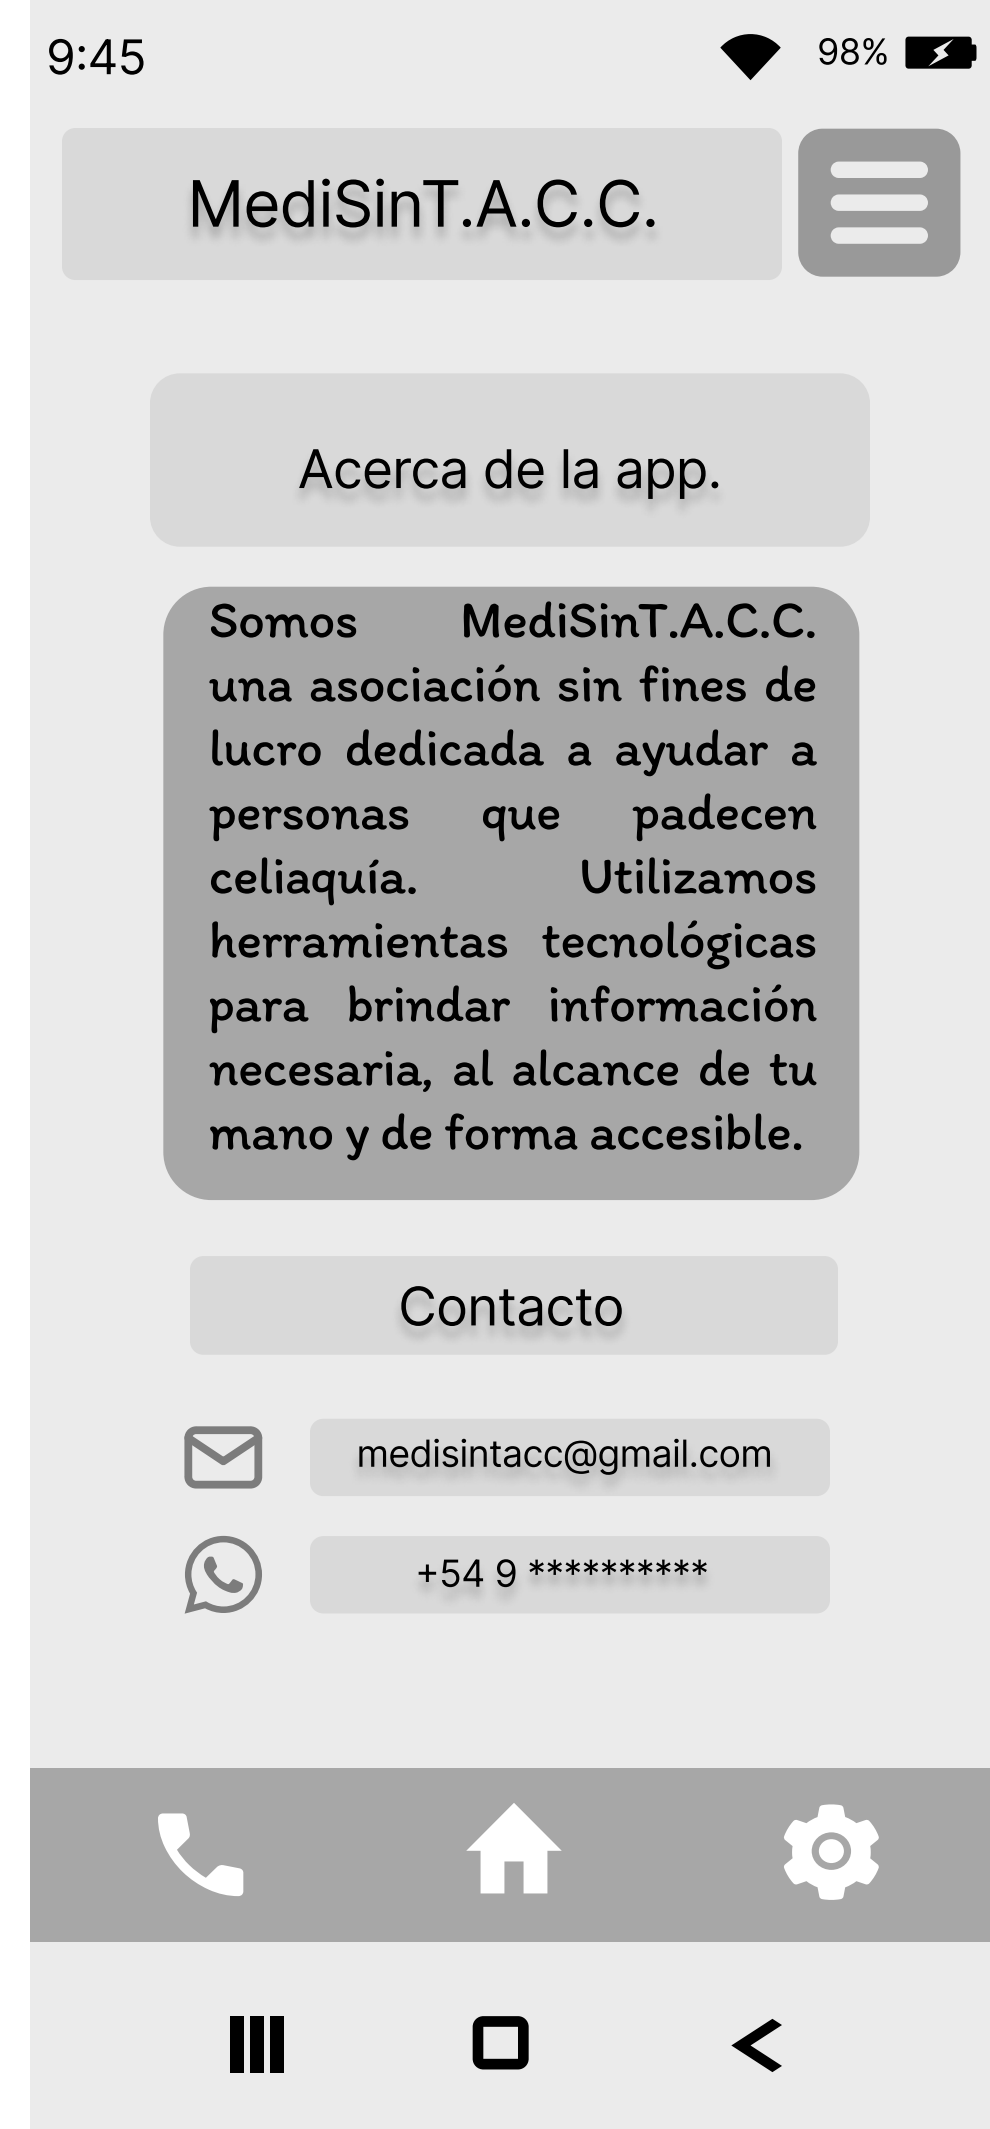 9:45
98%
MediSinT.A.C.C.
Acerca de la app.
Somos MediSinT.A.C.C.
una asociación sin fines de
lucro dedicada a ayudar a
personas que padecen
celiaquía. Utilizamos
herramientas tecnológicas
para brindar información
necesaria, al alcance de tu
mano y de forma accesible.
Contacto
medisintacc@gmail.com
+54 9 **********